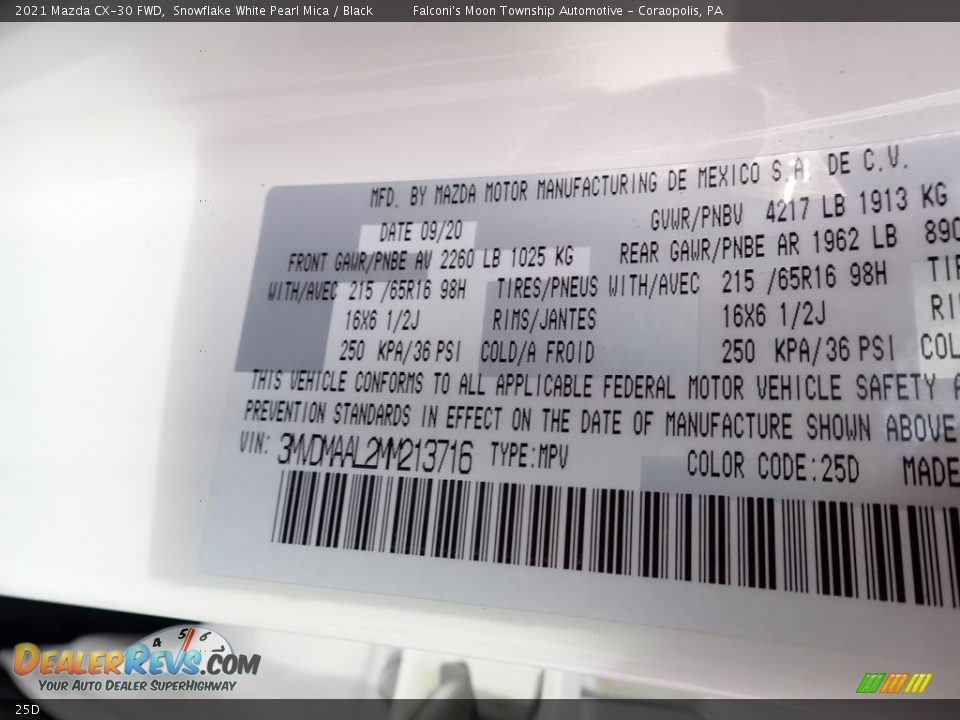 2021 Mazda CX-30 FWD, Snowflake White Pearl Mica / Black Falconi's Moon Township Automotive - Coraopolis, PA
MFD. BY MAZDA MOTOR MANUFACTURING DE MEXICO S.A. DE C.V.
DATE 09/20 GVWR/PNBV 4217 LB 1913 KG
FRONT GAWR/PNBE AV 2260 LB 1025 KG REAR GAWR/PNBE AR 1962 LB 890
WITH/AVEC 215 /65R16 98H TIRES/PNEUS WITH/AVEC 215 /65R16 98H
16X6 1/2J RIMS/JANTES 16X6 1/2J
250 KPA/36 PSI COLD/A FROID 250 KPA/36 PSI
THIS VEHICLE CONFORMS TO ALL APPLICABLE FEDERAL MOTOR VEHICLE SAFETY
PREVENTION STANDARDS IN EFFECT ON THE DATE OF MANUFACTURE SHOWN ABOVE
VIN: 3MVDMAAL2MM213716 TYPE:MPV COLOR CODE:25D MADE
4 5 6
DEALERREVS.COM
YOUR AUTO DEALER SUPERHIGHWAY
25D